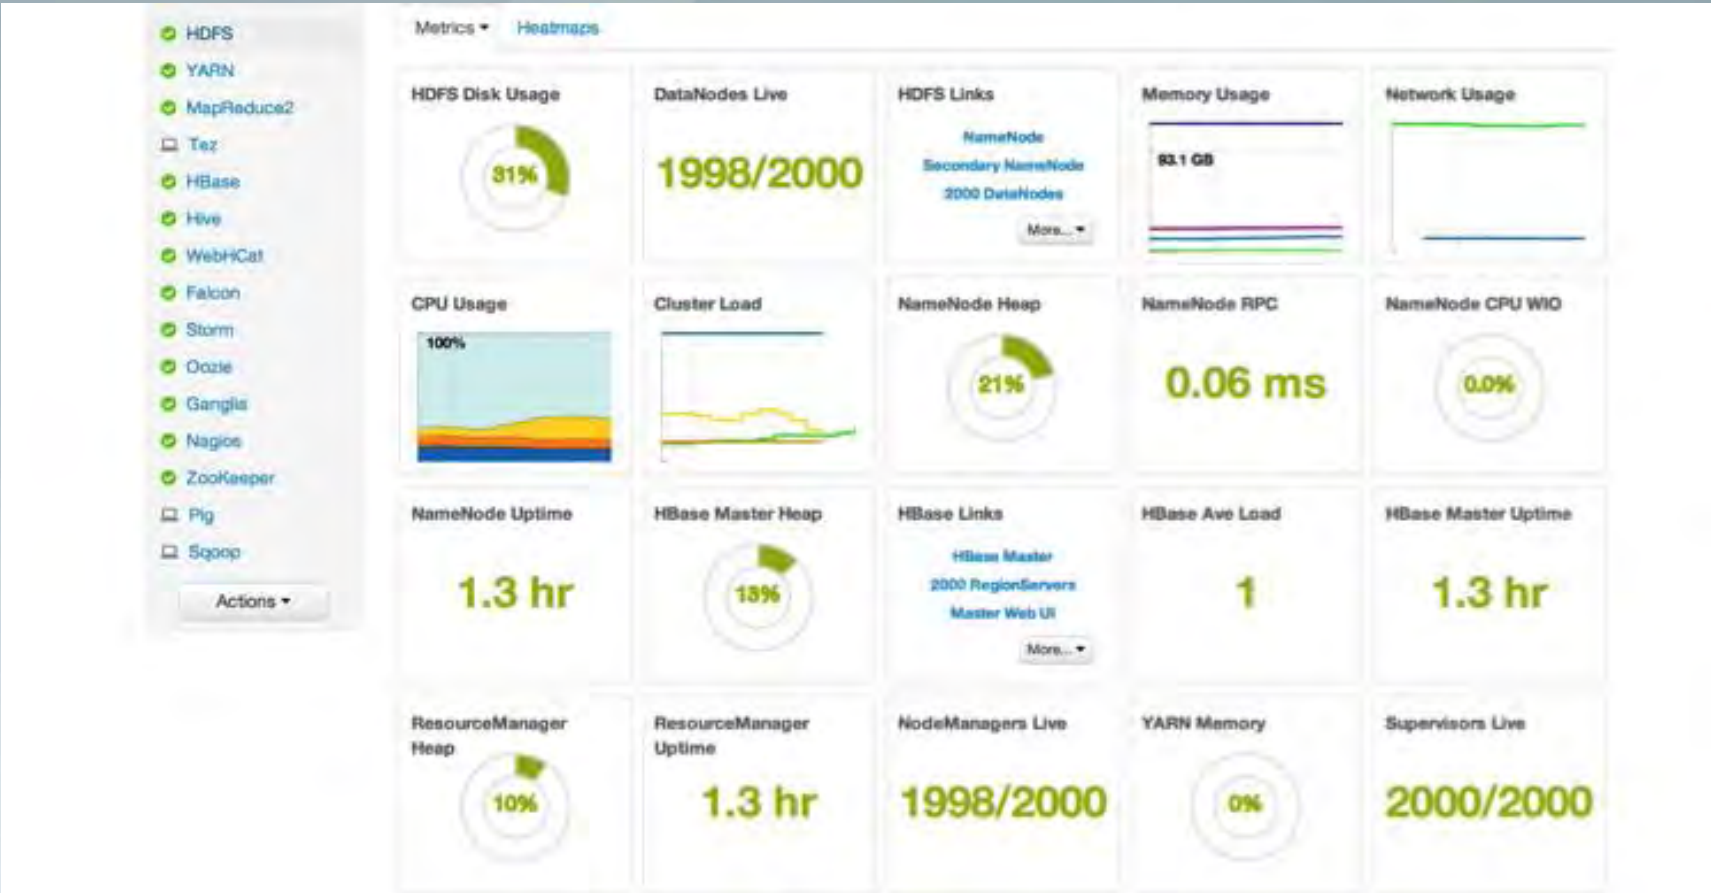 HDFS
YARN
MapReduce2
Tez
HBase
Hive
WebHCat
Falcon
Storm
Oozie
Ganglia
Nagios
ZooKeeper
Pig
Sqoop
Actions
Metrics
Heatmaps
HDFS Disk Usage
31%
DataNodes Live
1998/2000
HDFS Links
NameNode
Secondary NameNode
2000 DataNodes
More...
Memory Usage
93.1 GB
Network Usage
CPU Usage
100%
Cluster Load
NameNode Heap
21%
NameNode RPC
0.06 ms
NameNode CPU WIO
0.0%
NameNode Uptime
1.3 hr
HBase Master Heap
13%
HBase Links
HBase Master
2000 RegionServers
Master Web UI
More...
HBase Ave Load
1
HBase Master Uptime
1.3 hr
ResourceManager
Heap
10%
ResourceManager
Uptime
1.3 hr
NodeManagers Live
1998/2000
YARN Memory
0%
Supervisors Live
2000/2000